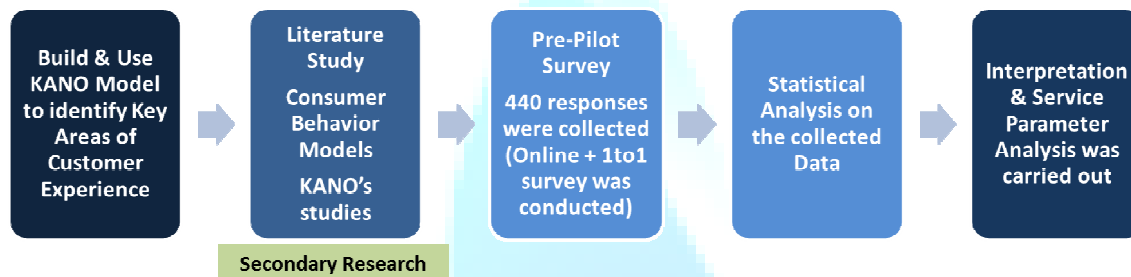 Build & Use
KANO Model
to identify Key
Areas of
Customer
Experience
Literature
Study
Consumer
Behavior
Models
KANO's
studies
Secondary Research
Pre-Pilot
Survey
440 responses
were collected
(Online + 1to1
survey was
conducted)
Statistical
Analysis on
the collected
Data
Interpretation
& Service
Parameter
Analysis was
carried out